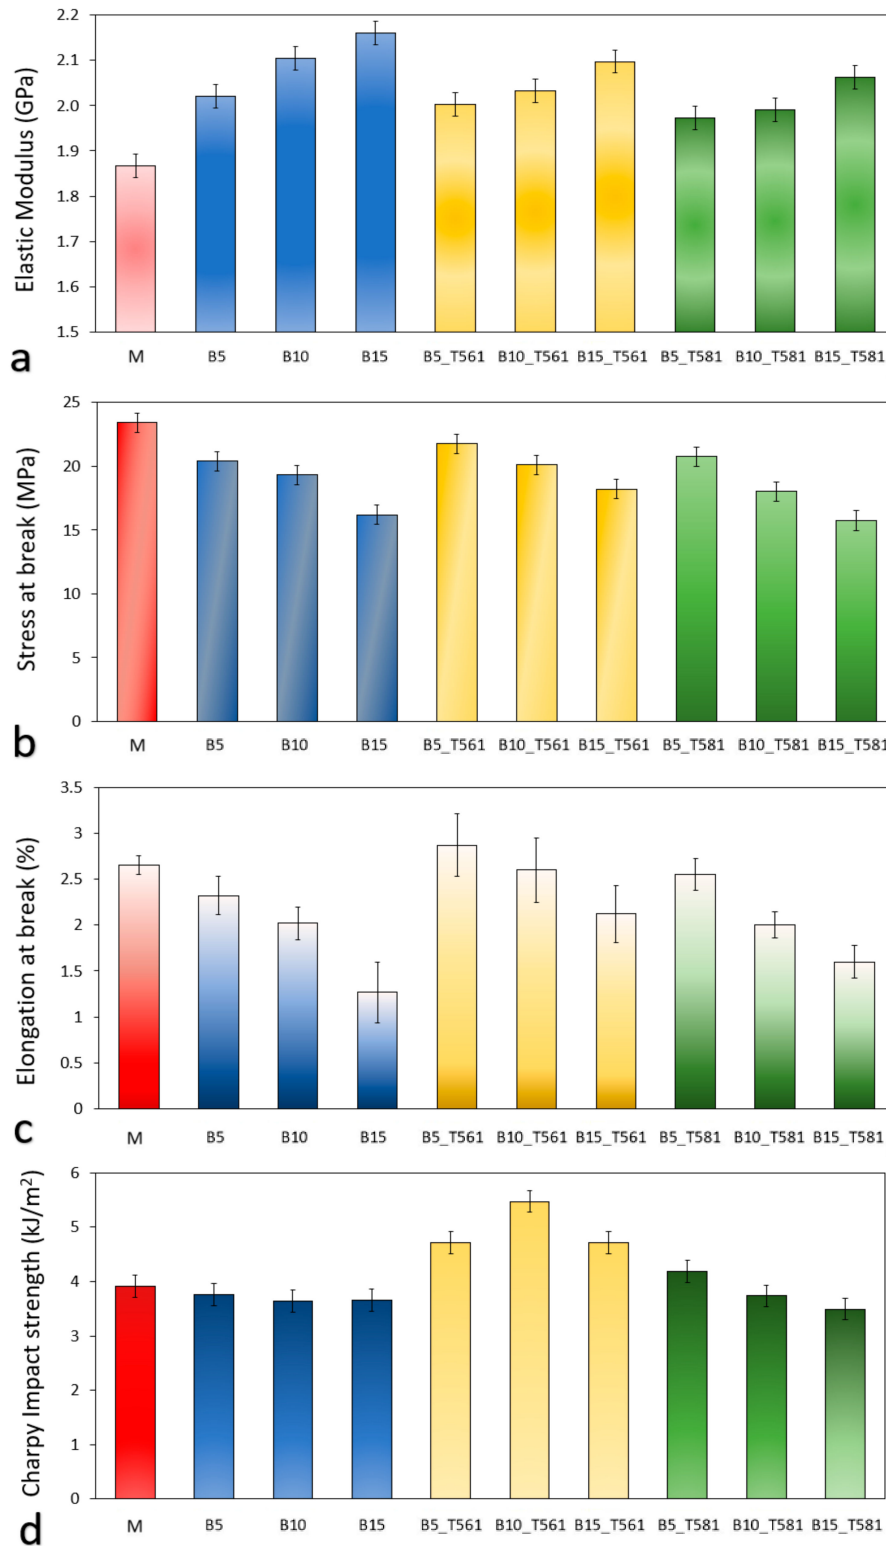 Elastic Modulus (GPa)
2.2
2.1
2.0
1.9
1.8
1.7
1.6
1.5
M B5 B10 B15 B5_T561 B10_T561 B15_T561 B5_T581 B10_T581 B15_T581
a
Stress at break (MPa)
25
20
15
10
5
0
M B5 B10 B15 B5_T561 B10_T561 B15_T561 B5_T581 B10_T581 B15_T581
b
Elongation at break (%)
3.5
3
2.5
2
1.5
1
0.5
0
M B5 B10 B15 B5_T561 B10_T561 B15_T561 B5_T581 B10_T581 B15_T581
c
Charpy Impact strength (kJ/m²)
6
5
4
3
2
1
0
M B5 B10 B15 B5_T561 B10_T561 B15_T561 B5_T581 B10_T581 B15_T581
d